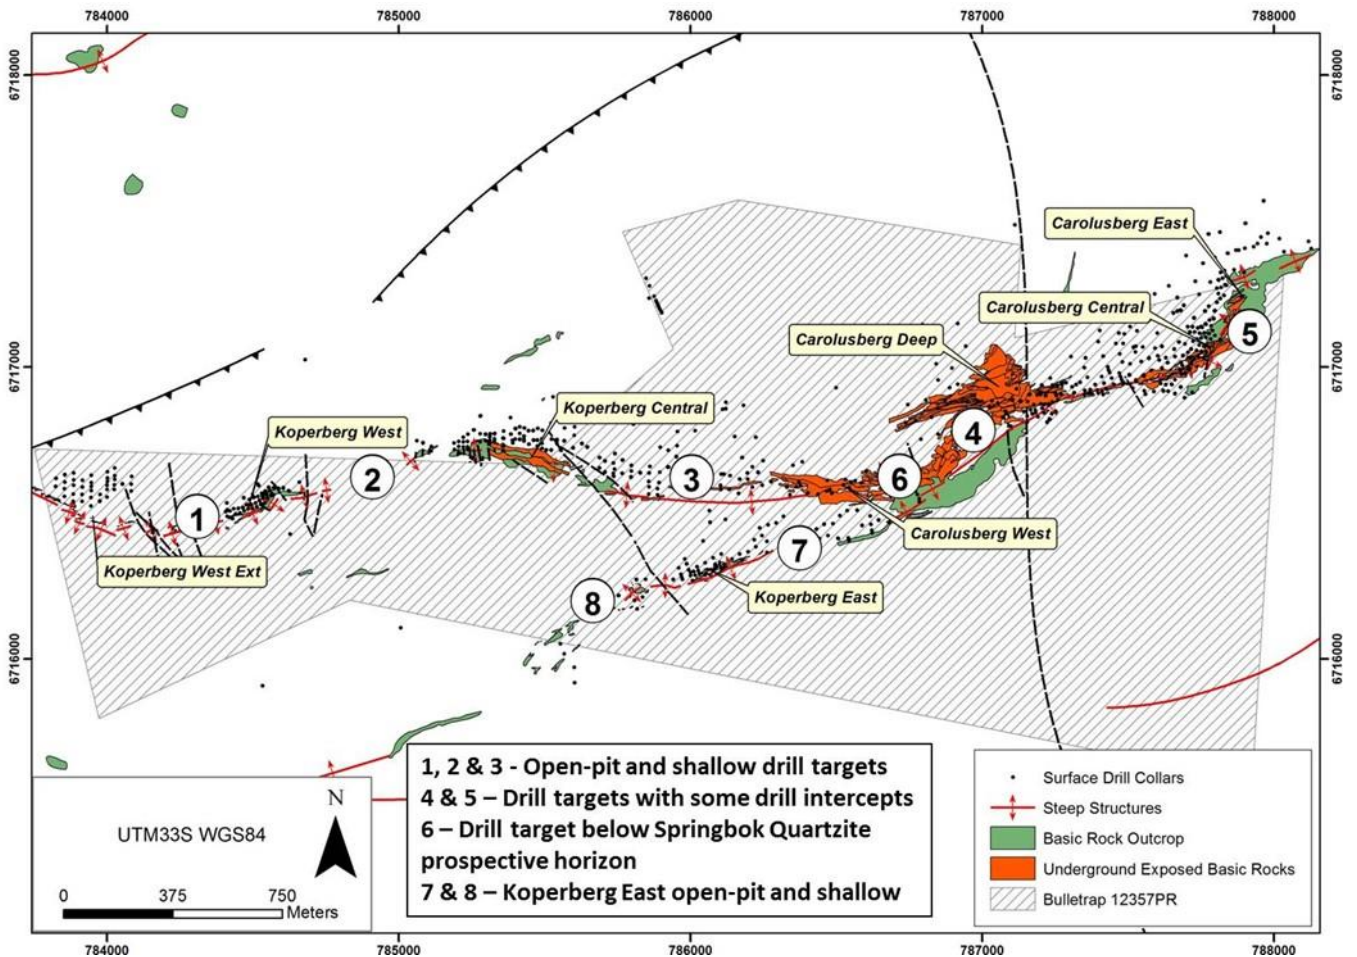 784000
785000
786000
787000
788000
6718000
6718000
Carolusberg East
Carolusberg Central
Carolusberg Deep
6717000
6717000
Koperberg Central
Koperberg West
5
4
2
3
6
1
Carolusberg West
7
Koperberg West Ext
Koperberg East
8
6716000
6716000
1, 2 & 3 - Open-pit and shallow drill targets
4 & 5 – Drill targets with some drill intercepts
6 – Drill target below Springbok Quartzite
prospective horizon
7 & 8 – Koperberg East open-pit and shallow
UTM33S WGS84
N
0 375 750
Meters
Surface Drill Collars
Steep Structures
Basic Rock Outcrop
Underground Exposed Basic Rocks
Bulletrap 12357PR
784000
785000
786000
787000
788000